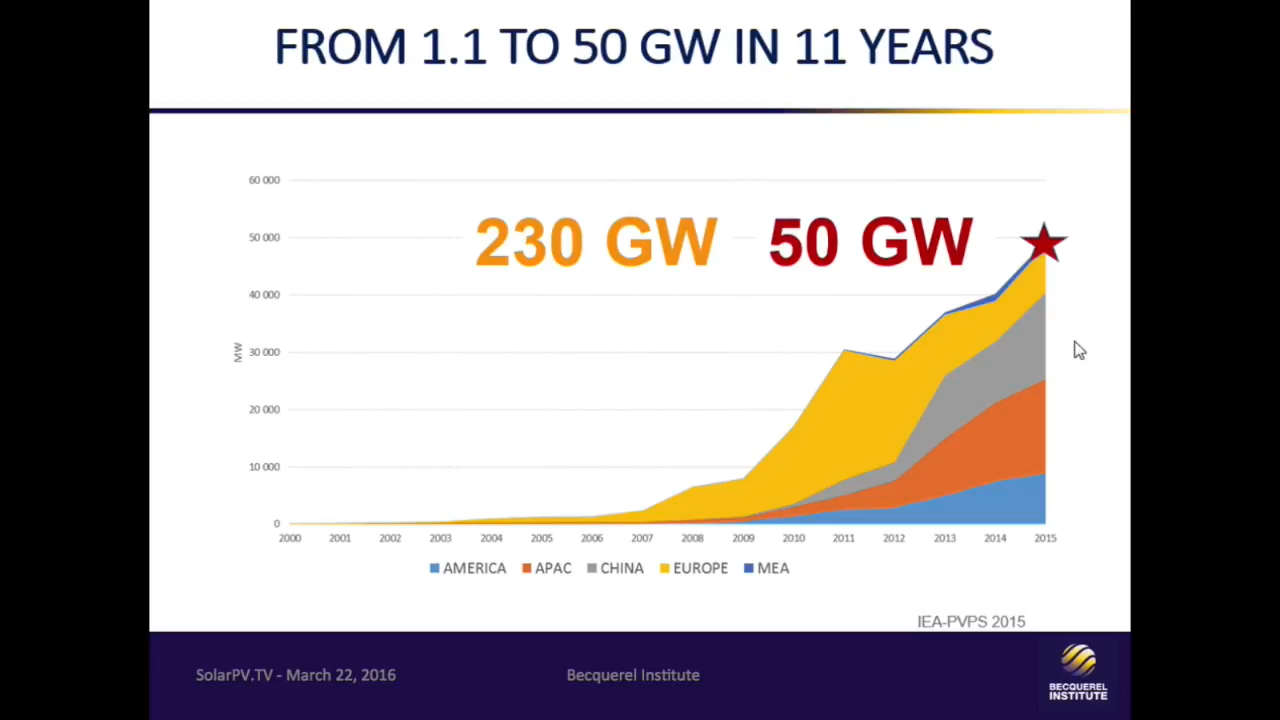 FROM 1.1 TO 50 GW IN 11 YEARS
60 000
230 GW 50 GW
50 000
40 000
MW
30 000
20 000
10 000
0
2000 2001 2002 2003 2004 2005 2006 2007 2008 2009 2010 2011 2012 2013 2014 2015
AMERICA APAC CHINA EUROPE MEA
IEA-PVPS 2015
SolarPV.TV - March 22, 2016
Becquerel Institute
BECQUEREL
INSTITUTE